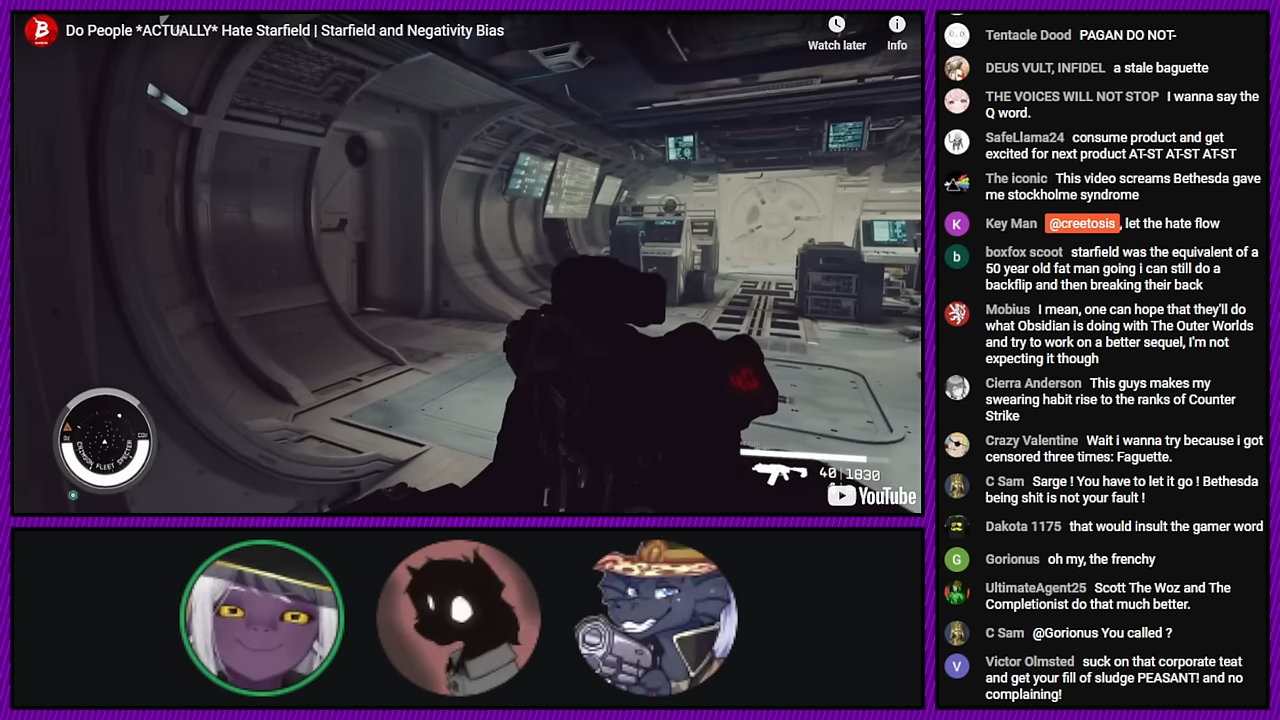 Do People *ACTUALLY* Hate Starfield | Starfield and Negativity Bias
Watch later
Info
CRIMSON FLEET SPECTER
40|1830
YouTube
Tentacle Dood PAGAN DO NOT-
DEUS VULT, INFIDEL a stale baguette
THE VOICES WILL NOT STOP I wanna say the
Q word.
SafeLlama24 consume product and get
excited for next product AT-ST AT-ST AT-ST
The iconic This video screams Bethesda gave
me stockholme syndrome
K
Key Man @creetosis, let the hate flow
b
boxfox scoot starfield was the equivalent of a
50 year old fat man going i can still do a
backflip and then breaking their back
Mobius I mean, one can hope that they'll do
what Obsidian is doing with The Outer Worlds
and try to work on a better sequel, I'm not
expecting it though
Cierra Anderson This guys makes my
swearing habit rise to the ranks of Counter
Strike
Crazy Valentine Wait i wanna try because i got
censored three times: Faguette.
C Sam Sarge ! You have to let it go ! Bethesda
being shit is not your fault !
Dakota 1175 that would insult the gamer word
G
Gorionus oh my, the frenchy
UltimateAgent25 Scott The Woz and The
Completionist do that much better.
C Sam @Gorionus You called ?
V
Victor Olmsted suck on that corporate teat
and get your fill of sludge PEASANT! and no
complaining!